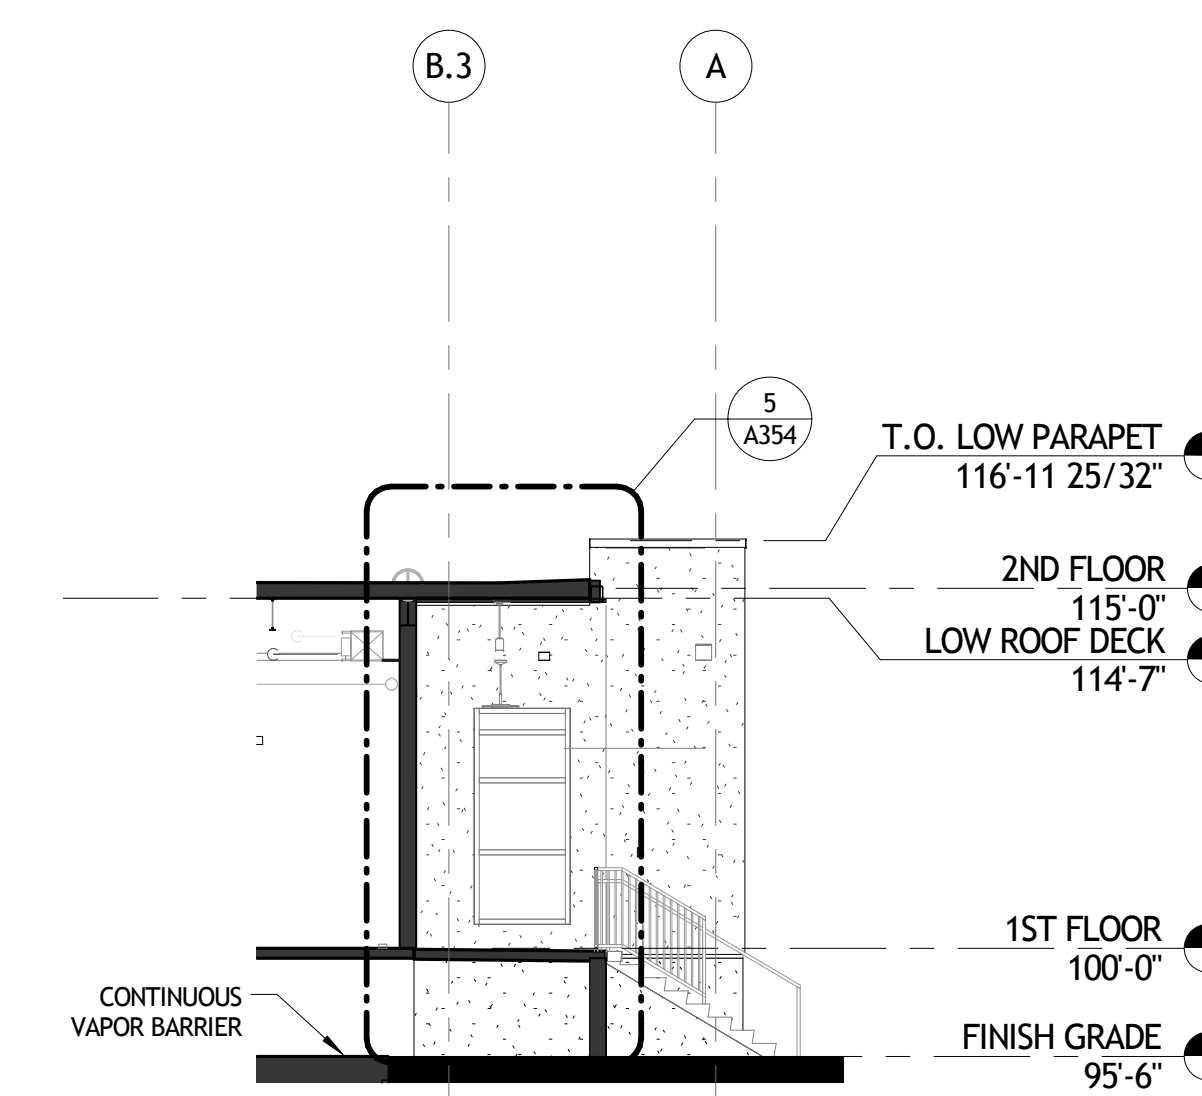 B.3
A
5
A354
T.O. LOW PARAPET
116'-11 25/32"
2ND FLOOR
115'-0"
LOW ROOF DECK
114'-7"
1ST FLOOR
100'-0"
CONTINUOUS
VAPOR BARRIER
FINISH GRADE
95'-6"